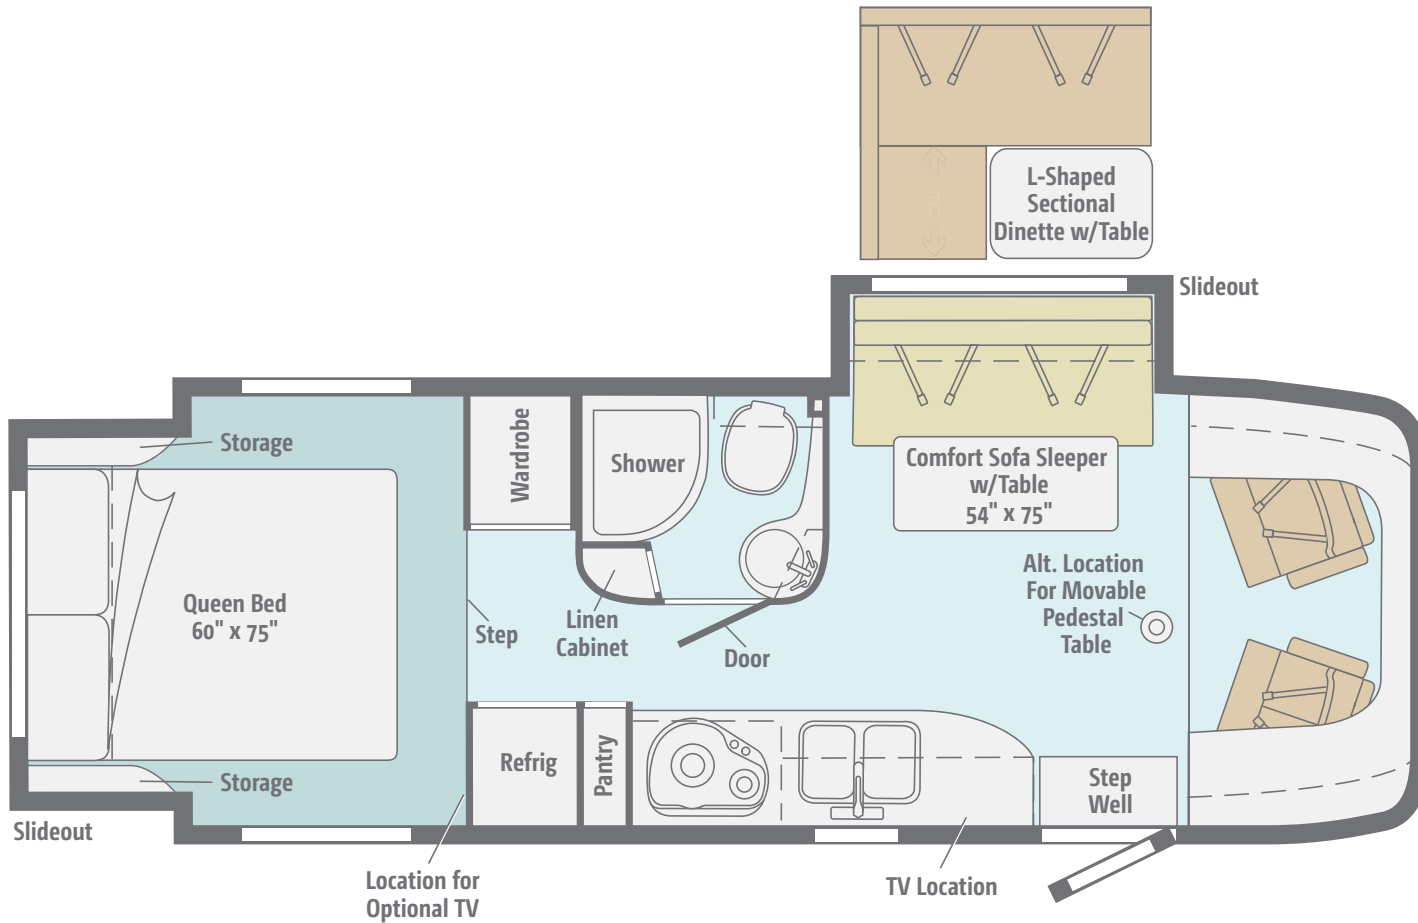 L-Shaped
Sectional
Dinette w/Table
Slideout
Comfort Sofa Sleeper
w/Table
54" x 75"
Storage
Wardrobe
Shower
Queen Bed
60" x 75"
Step
Linen
Cabinet
Door
Alt. Location
For Movable
Pedestal
Table
Storage
Refrig
Pantry
Step
Well
Slideout
Location for
Optional TV
TV Location